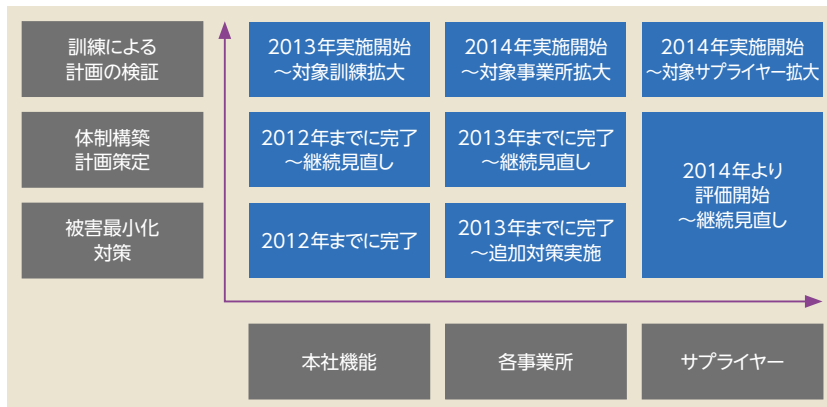 訓練による
計画の検証
2013年実施開始
～対象訓練拡大
2014年実施開始
～対象事業所拡大
2014年実施開始
～対象サプライヤー拡大
体制構築
計画策定
2012年までに完了
～継続見直し
2013年までに完了
～継続見直し
2014年より
評価開始
～継続見直し
被害最小化
対策
2012年までに完了
2013年までに完了
～追加対策実施
本社機能
各事業所
サプライヤー